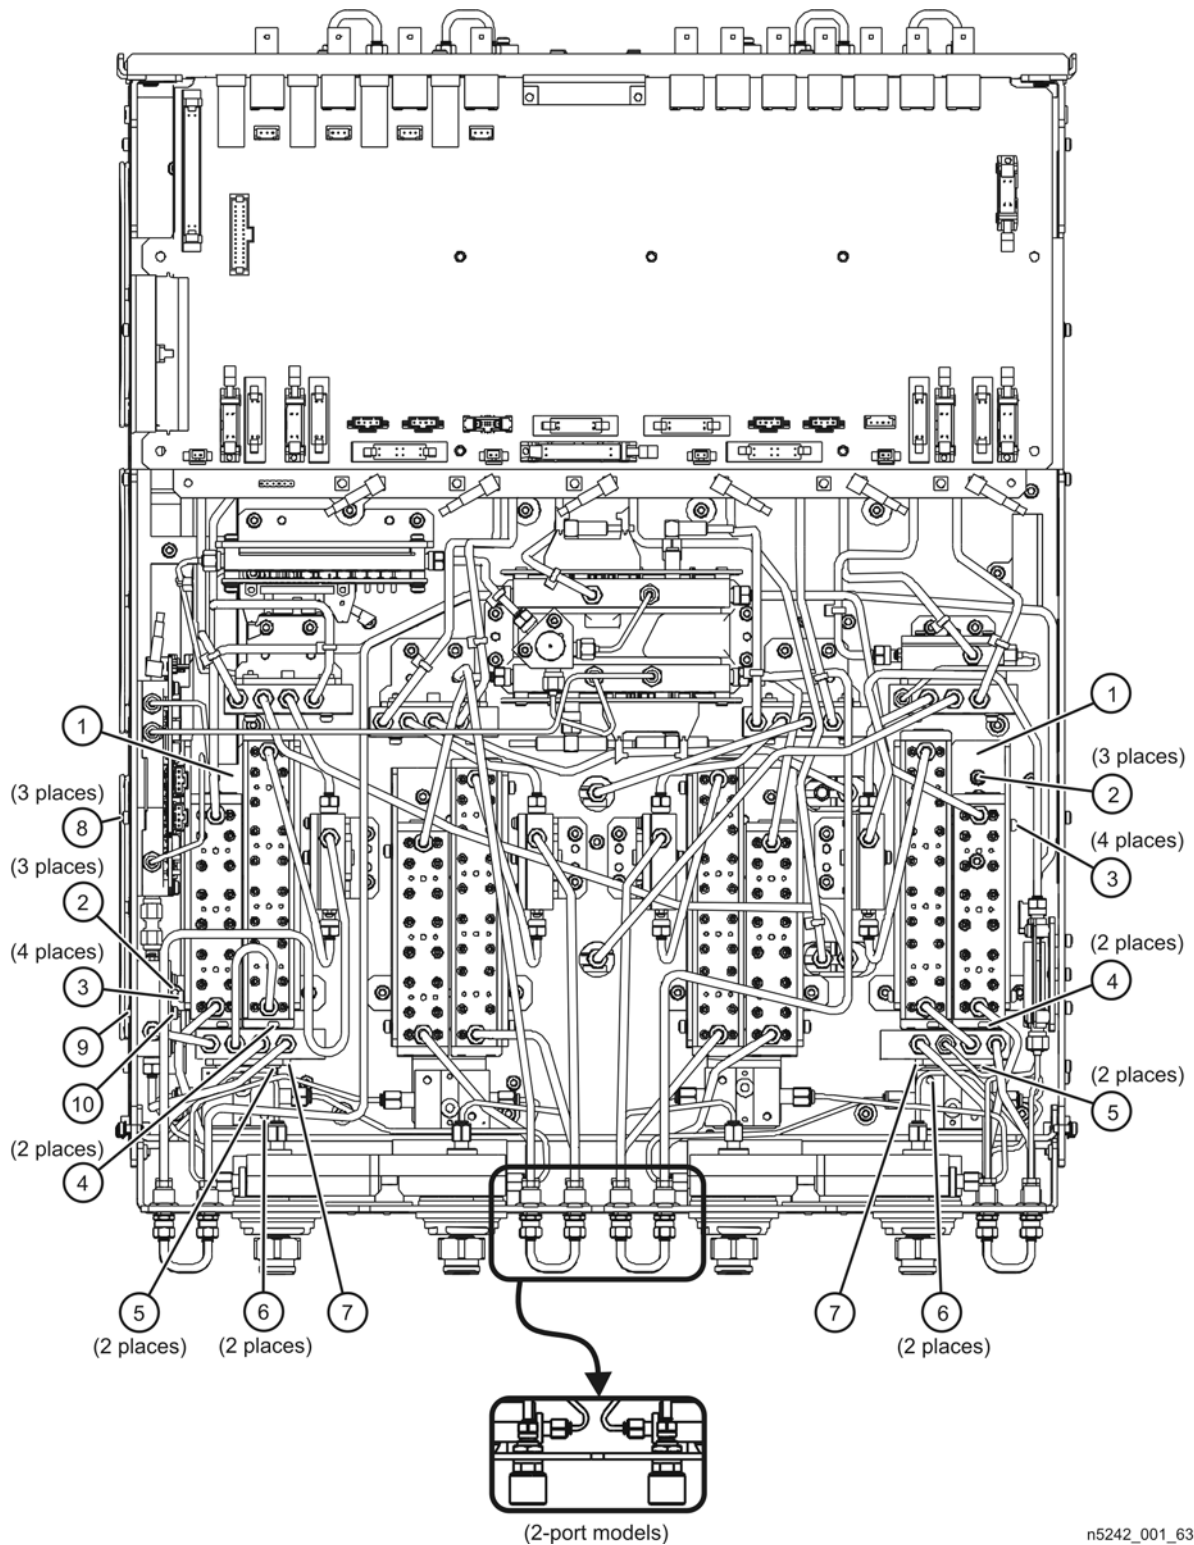 1
(3 places)
8
(3 places)
2
(4 places)
3
9
10
(2 places)
4
5
(2 places)
6
(2 places)
7
1
(3 places)
2
(4 places)
3
(2 places)
4
(2 places)
5
7
6
(2 places)
(2-port models)
n5242_001_63